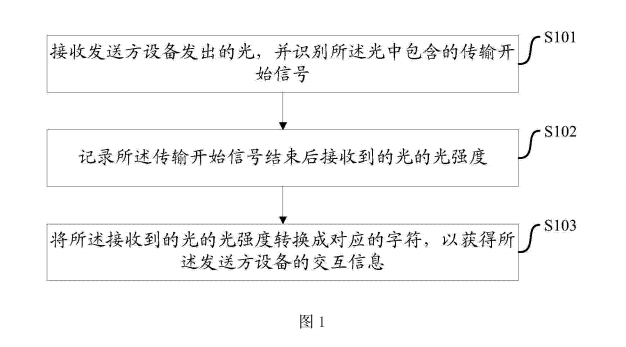 S101
接收发送方设备发出的光，并识别所述光中包含的传输开
始信号
S102
记录所述传输开始信号结束后接收到的光的光强度
S103
将所述接收到的光的光强度转换成对应的字符，以获得所
述发送方设备的交互信息
图1